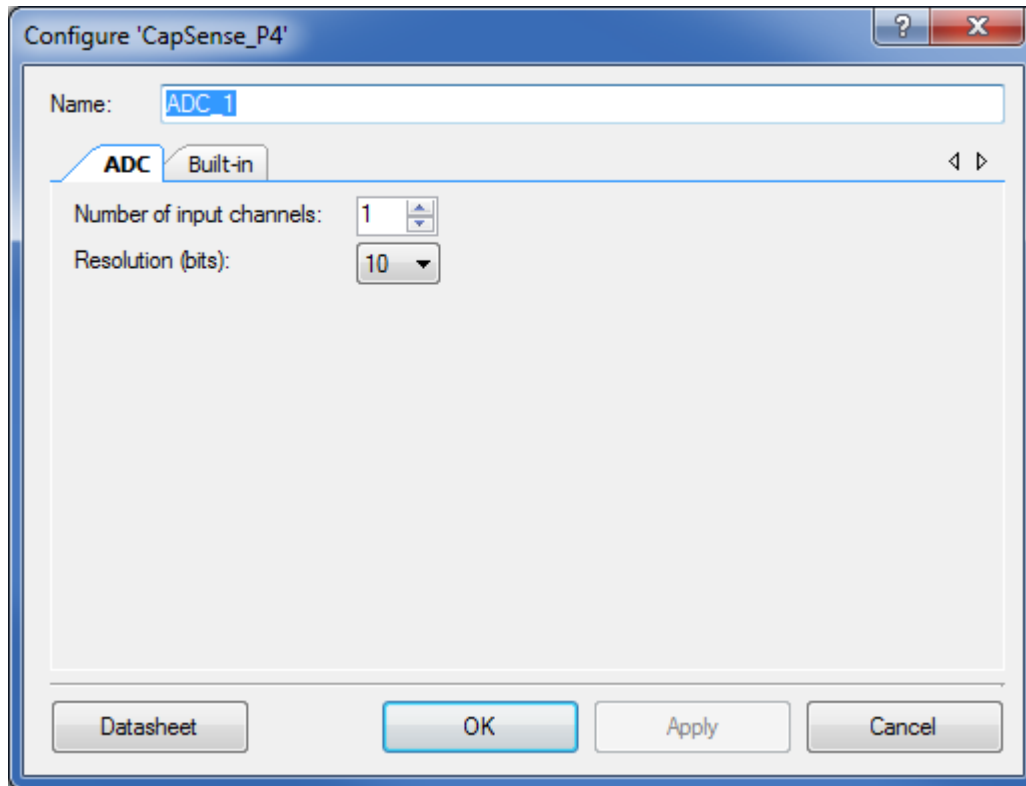 Configure 'CapSense_P4'
Name: ADC_1
ADC Built-in
Number of input channels: 1
Resolution (bits): 10
Datasheet OK Apply Cancel